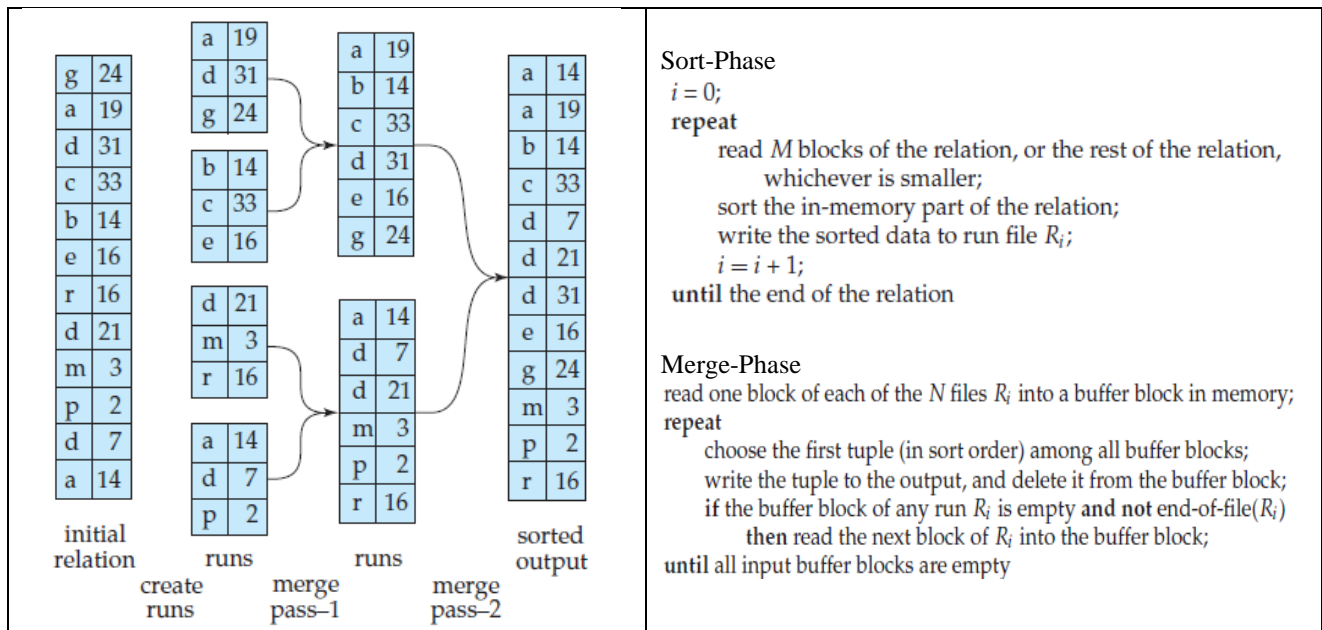 g 24
a 19
d 31
c 33
b 14
e 16
r 16
d 21
m 3
p 2
d 7
a 14
initial
relation
create
runs
a 19
d 31
g 24
b 14
c 33
e 16
d 21
m 3
r 16
a 14
d 7
p 2
runs
merge
pass–1
a 19
b 14
c 33
d 31
e 16
g 24
a 14
d 7
d 21
m 3
p 2
r 16
runs
merge
pass–2
a 14
a 19
b 14
c 33
d 7
d 21
d 31
e 16
g 24
m 3
p 2
r 16
sorted
output
Sort-Phase
i = 0;
repeat
read M blocks of the relation, or the rest of the relation,
whichever is smaller;
sort the in-memory part of the relation;
write the sorted data to run file Ri;
i = i + 1;
until the end of the relation
Merge-Phase
read one block of each of the N files Ri into a buffer block in memory;
repeat
choose the first tuple (in sort order) among all buffer blocks;
write the tuple to the output, and delete it from the buffer block;
if the buffer block of any run Ri is empty and not end-of-file(Ri)
then read the next block of Ri into the buffer block;
until all input buffer blocks are empty